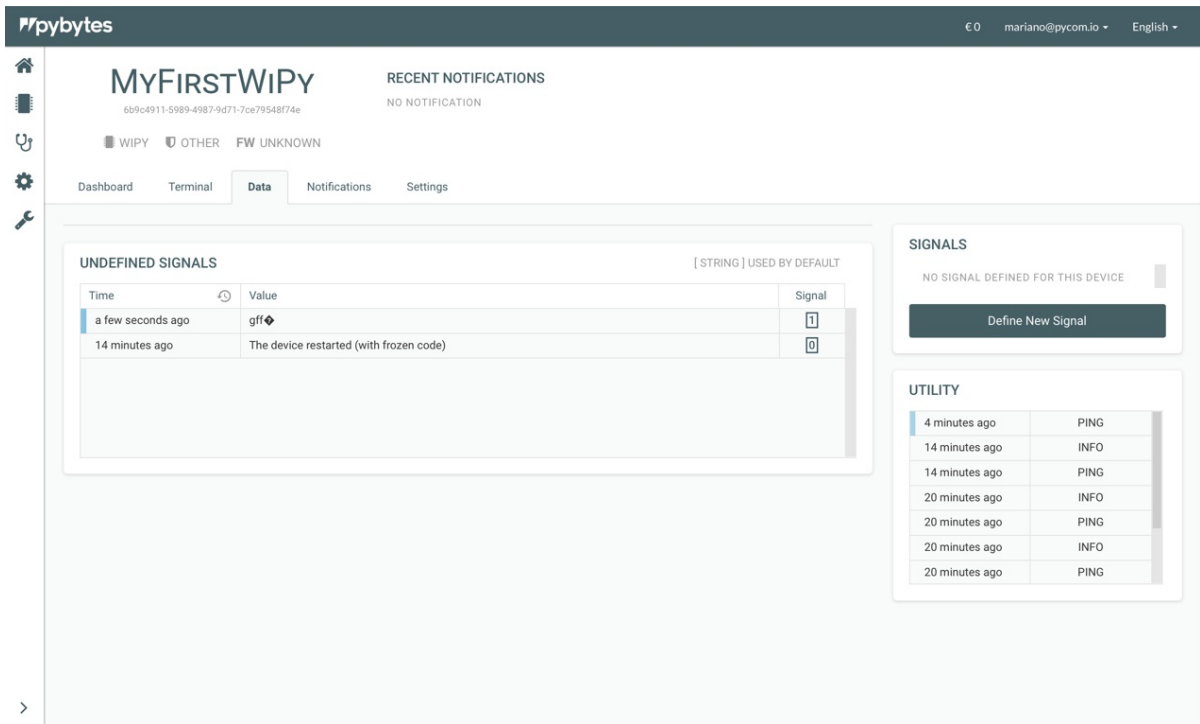 pybytes
€ 0 mariano@pycom.io English
MyFirstWiPy
6b9c4911-5989-4987-9d71-7ce79548f74e
WIPY OTHER FW UNKNOWN
RECENT NOTIFICATIONS
NO NOTIFICATION
Dashboard Terminal Data Notifications Settings
UNDEFINED SIGNALS [ STRING ] USED BY DEFAULT
Time Value Signal
a few seconds ago gff� 1
14 minutes ago The device restarted (with frozen code) 0
SIGNALS
NO SIGNAL DEFINED FOR THIS DEVICE
Define New Signal
UTILITY
4 minutes ago PING
14 minutes ago INFO
14 minutes ago PING
20 minutes ago INFO
20 minutes ago PING
20 minutes ago INFO
20 minutes ago PING